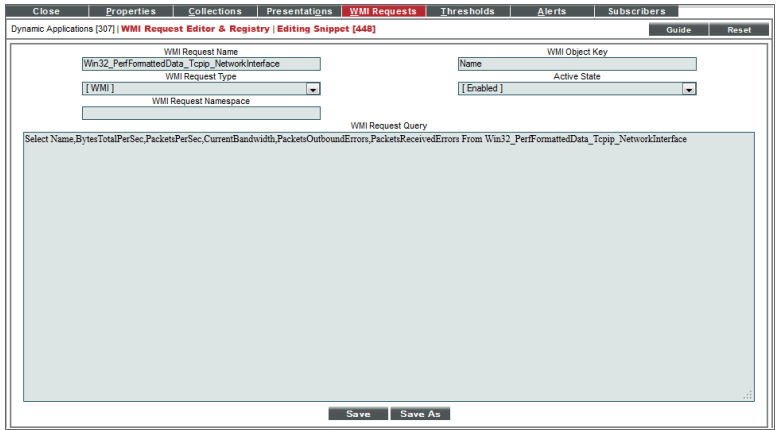 Close Properties Collections Presentations WMI Requests Thresholds Alerts Subscribers
Dynamic Applications [307] | WMI Request Editor & Registry | Editing Snippet [448] Guide Reset
WMI Request Name WMI Object Key
Win32_PerfFormattedData_Tcpip_NetworkInterface Name
WMI Request Type Active State
[ WMI ] [ Enabled ]
WMI Request Namespace
WMI Request Query
Select Name,BytesTotalPerSec,PacketsPerSec,CurrentBandwidth,PacketsOutboundErrors,PacketsReceivedErrors From Win32_PerfFormattedData_Tcpip_NetworkInterface
Save Save As